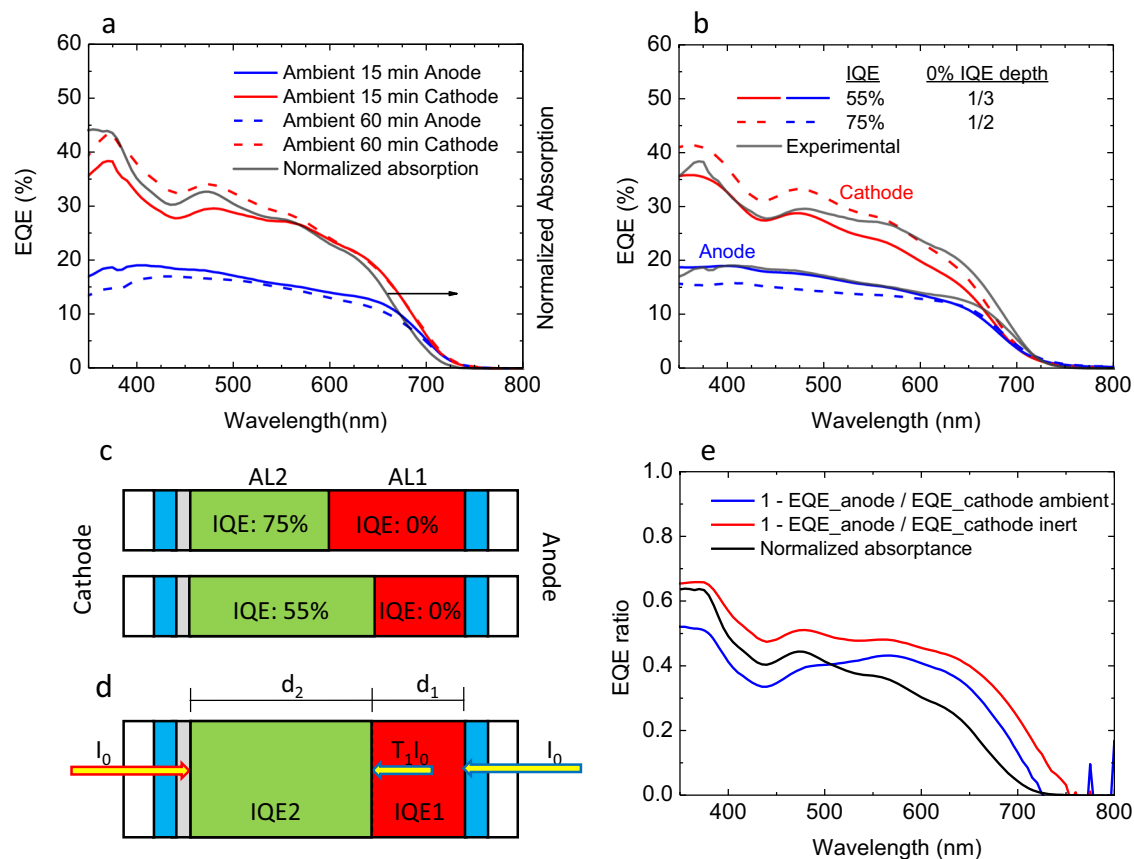 a
60
50
40
30
20
10
0
EQE (%)
Ambient 15 min Anode
Ambient 15 min Cathode
Ambient 60 min Anode
Ambient 60 min Cathode
Normalized absorption
Normalized Absorption
400 500 600 700 800
Wavelength(nm)
b
60
50
40
30
20
10
0
EQE (%)
IQE 0% IQE depth
55% 1/3
75% 1/2
Experimental
Cathode
Anode
400 500 600 700 800
Wavelength (nm)
c
AL2 AL1
IQE: 75% IQE: 0%
IQE: 55% IQE: 0%
Cathode
Anode
d
d₂ d₁
I₀ T₁I₀ I₀
IQE2 IQE1
e
1.0
0.8
0.6
0.4
0.2
0.0
EQE ratio
1 - EQE_anode / EQE_cathode ambient
1 - EQE_anode / EQE_cathode inert
Normalized absorptance
400 500 600 700 800
Wavelength (nm)